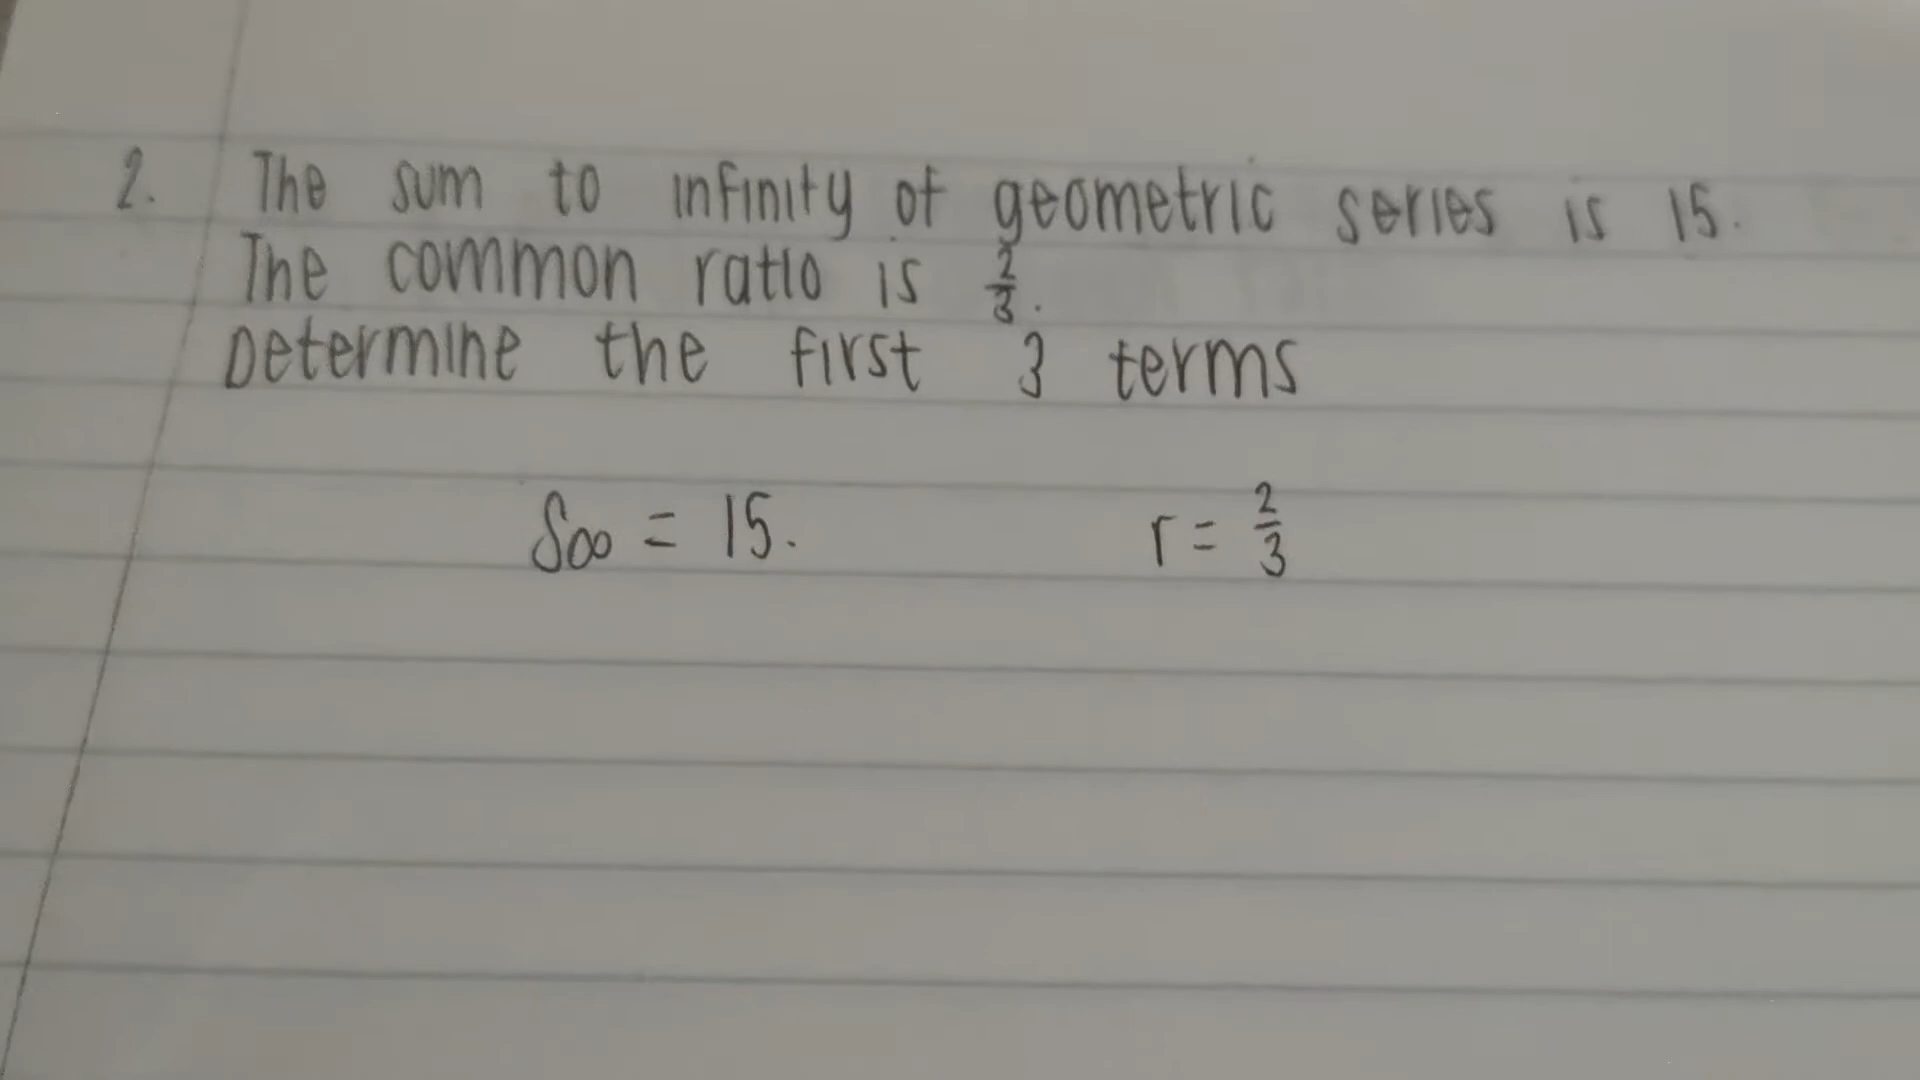 2. The sum to infinity of geometric series is 15.
The common ratio is 2/3.
Determine the first 3 terms
S∞ = 15. r = 2/3